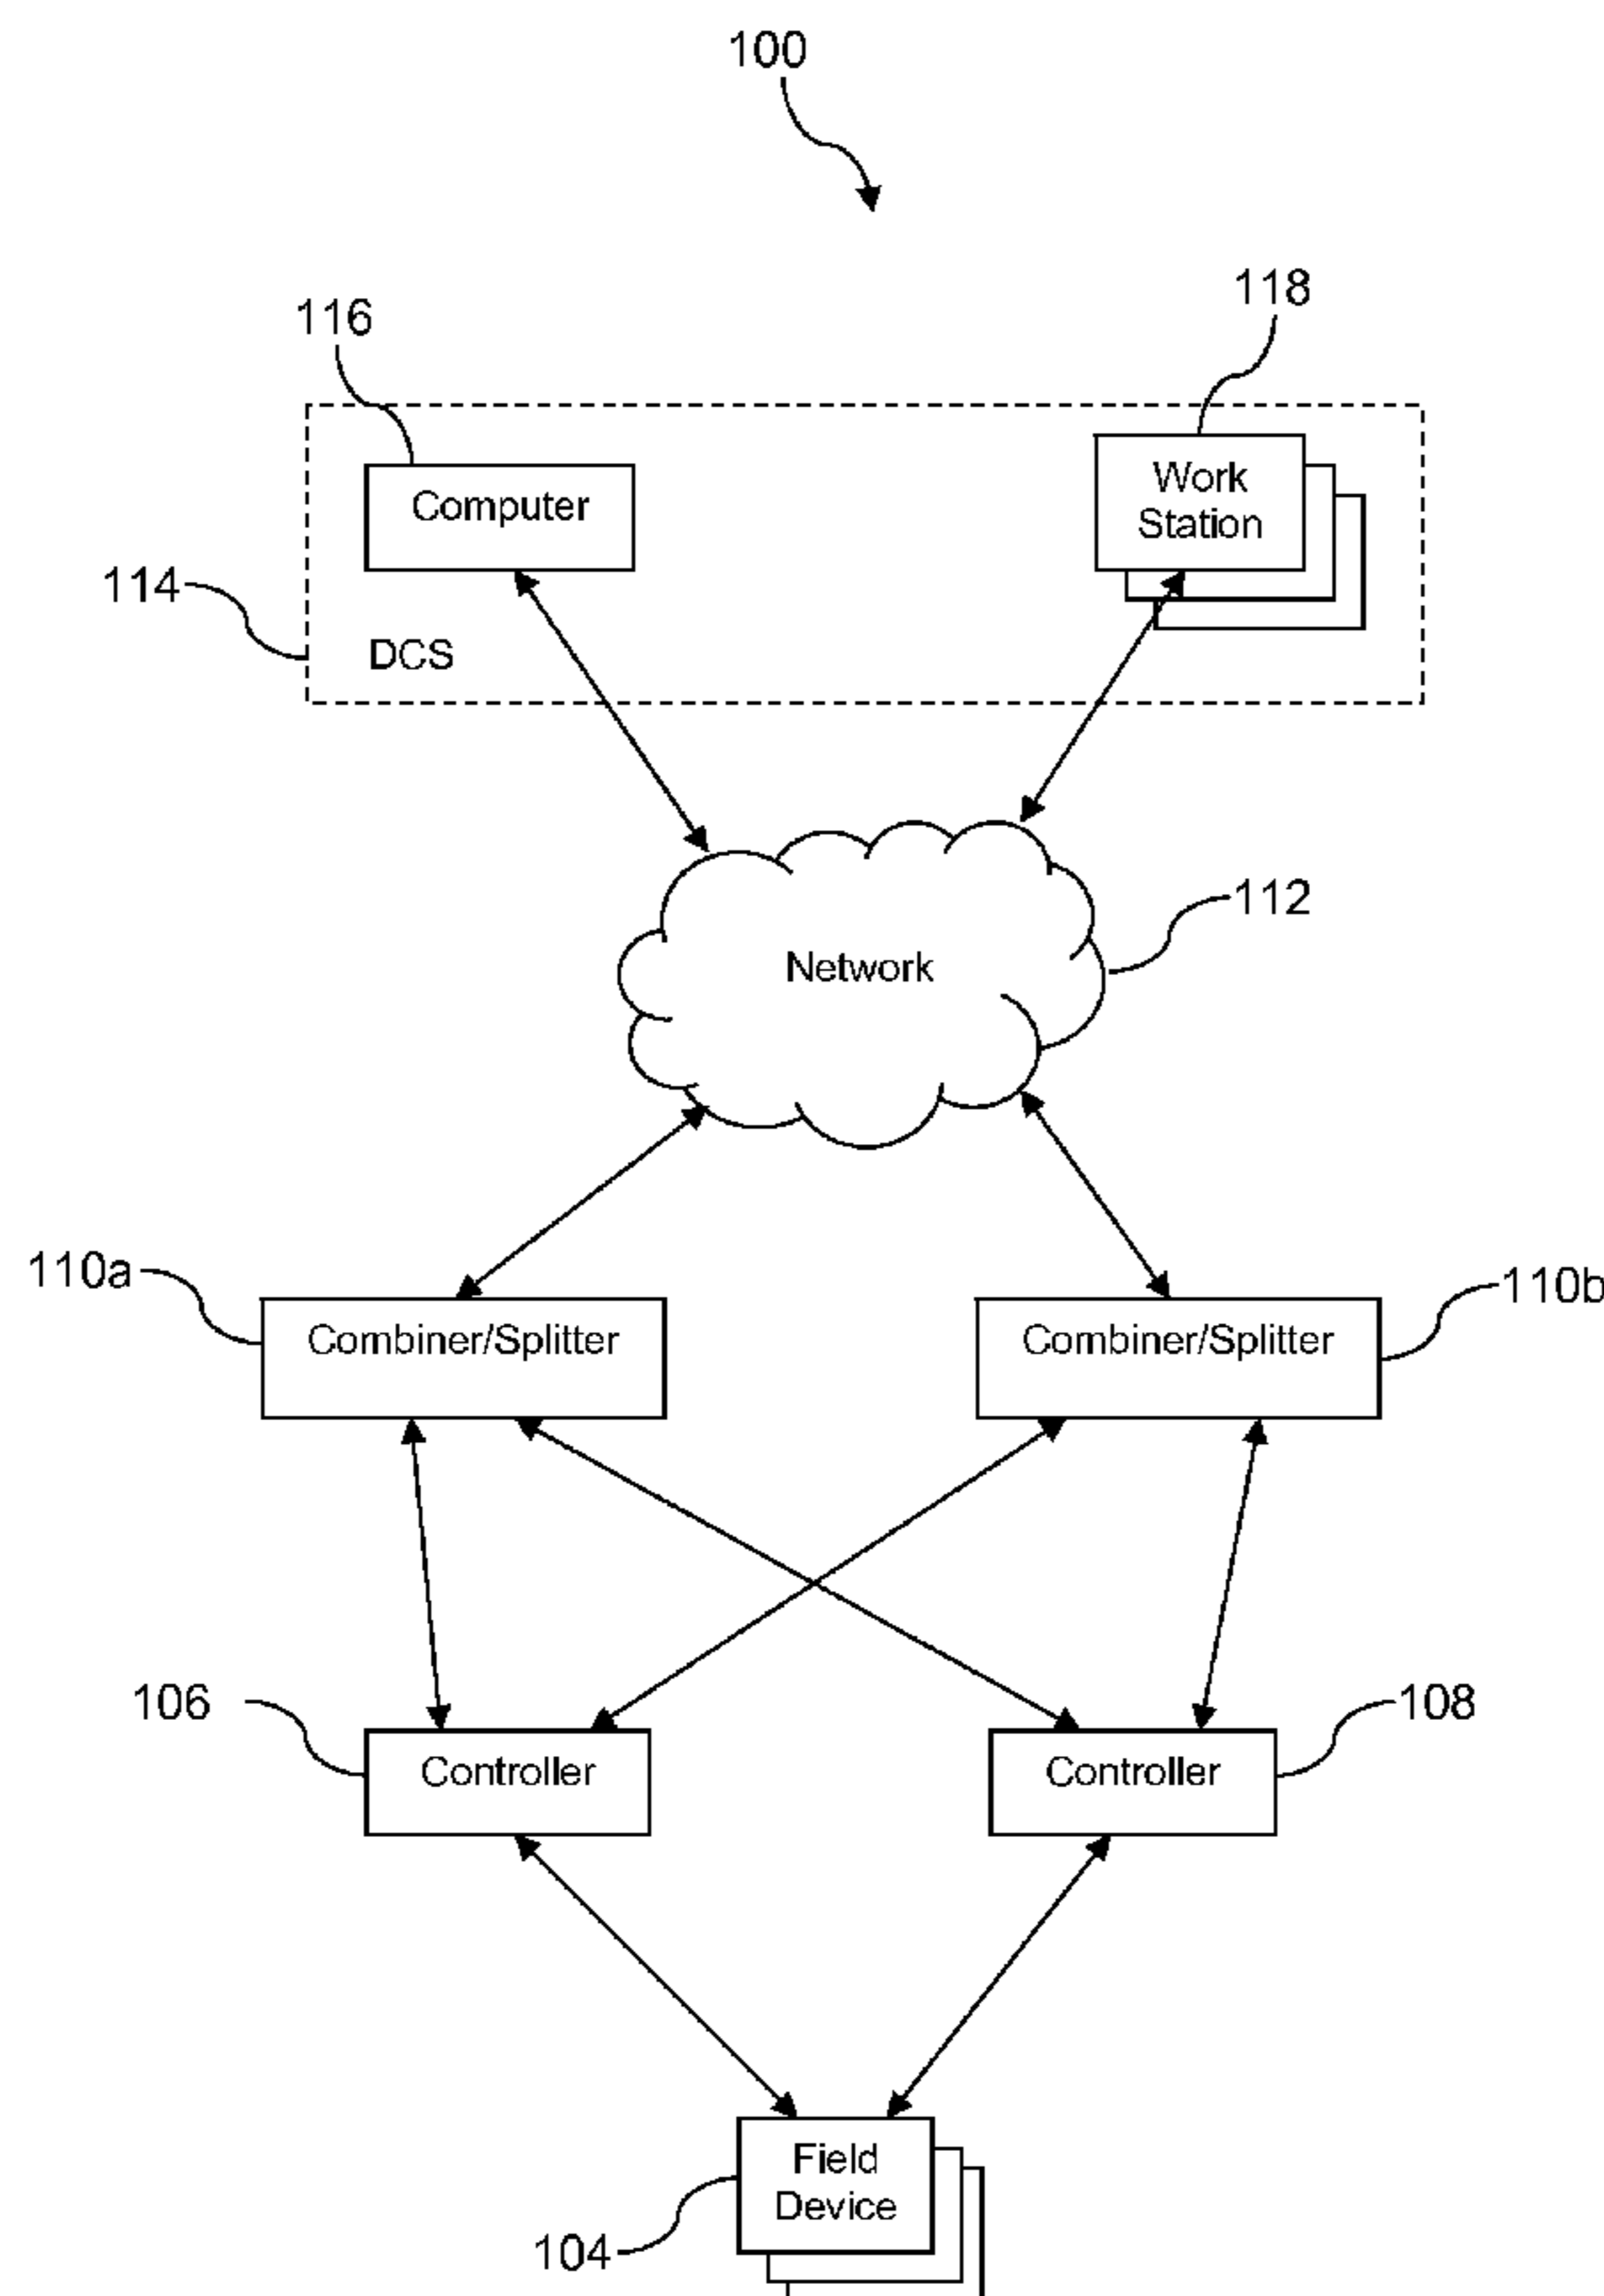 100
118
116
Work
Station
Computer
114
DCS
112
Network
110a
110b
Combiner/Splitter
Combiner/Splitter
106
108
Controller
Controller
Field
Device
104